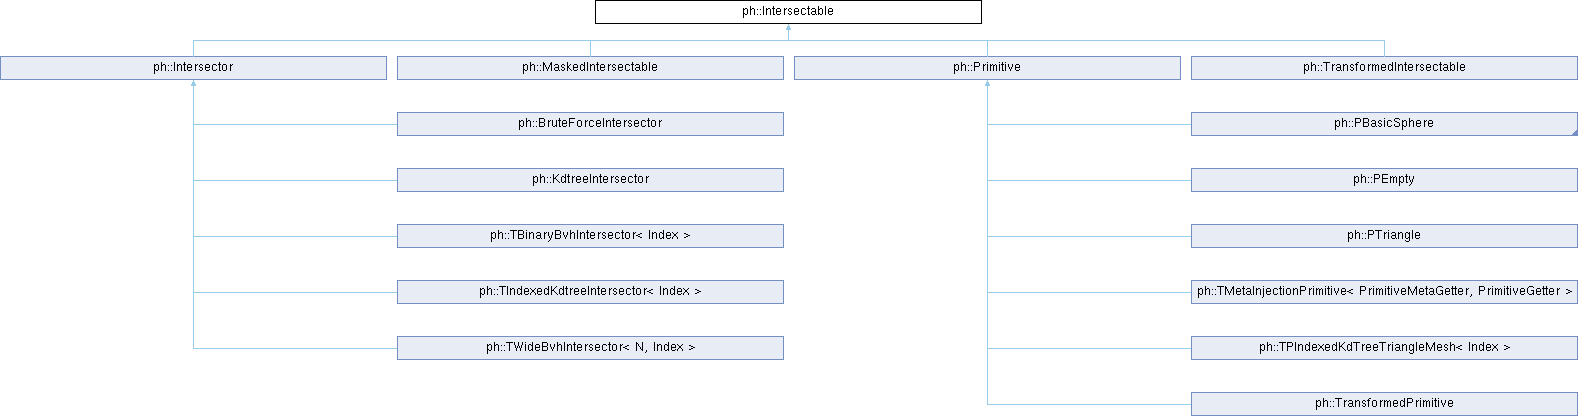 ph::Intersectable
ph::Intersector
ph::MaskedIntersectable
ph::Primitive
ph::TransformedIntersectable
ph::BruteForceIntersector
ph::PBasicSphere
ph::KdtreeIntersector
ph::PEmpty
ph::TBinaryBvhIntersector< Index >
ph::PTriangle
ph::TIndexedKdtreeIntersector< Index >
ph::TMetaInjectionPrimitive< PrimitiveMetaGetter, PrimitiveGetter >
ph::TWideBvhIntersector< N, Index >
ph::TPIndexedKdTreeTriangleMesh< Index >
ph::TransformedPrimitive